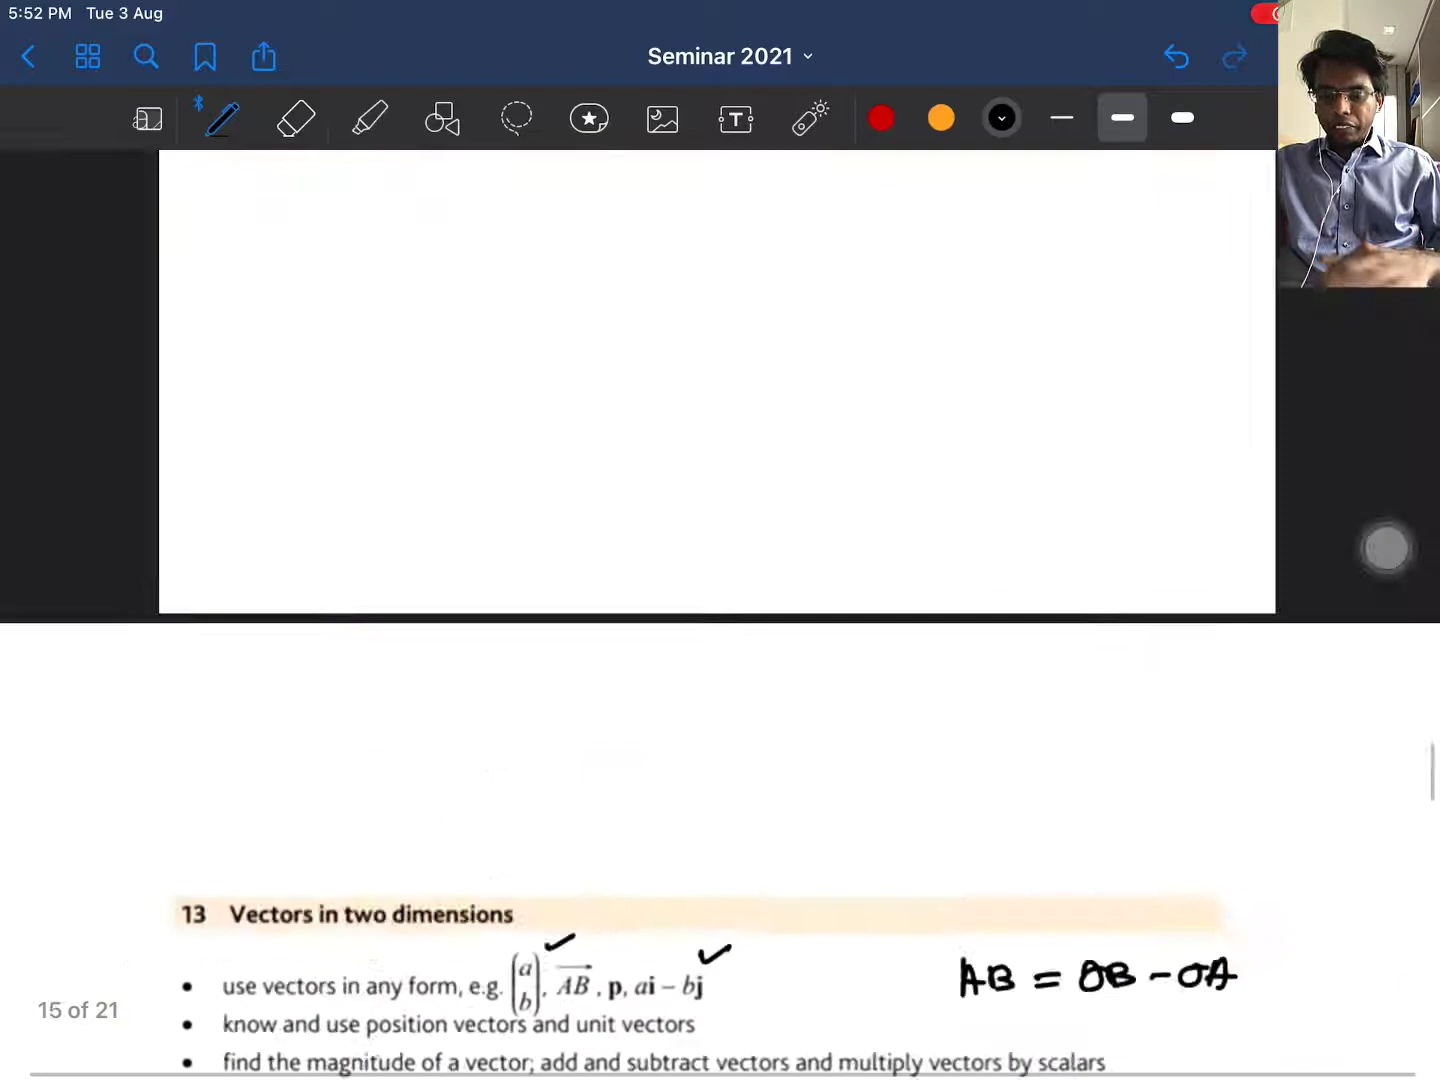 5:52 PM Tue 3 Aug
Seminar 2021
T
13 Vectors in two dimensions
• use vectors in any form, e.g. (a b), AB, p, ai − bj
AB = OB − OA
15 of 21
• know and use position vectors and unit vectors
• find the magnitude of a vector; add and subtract vectors and multiply vectors by scalars